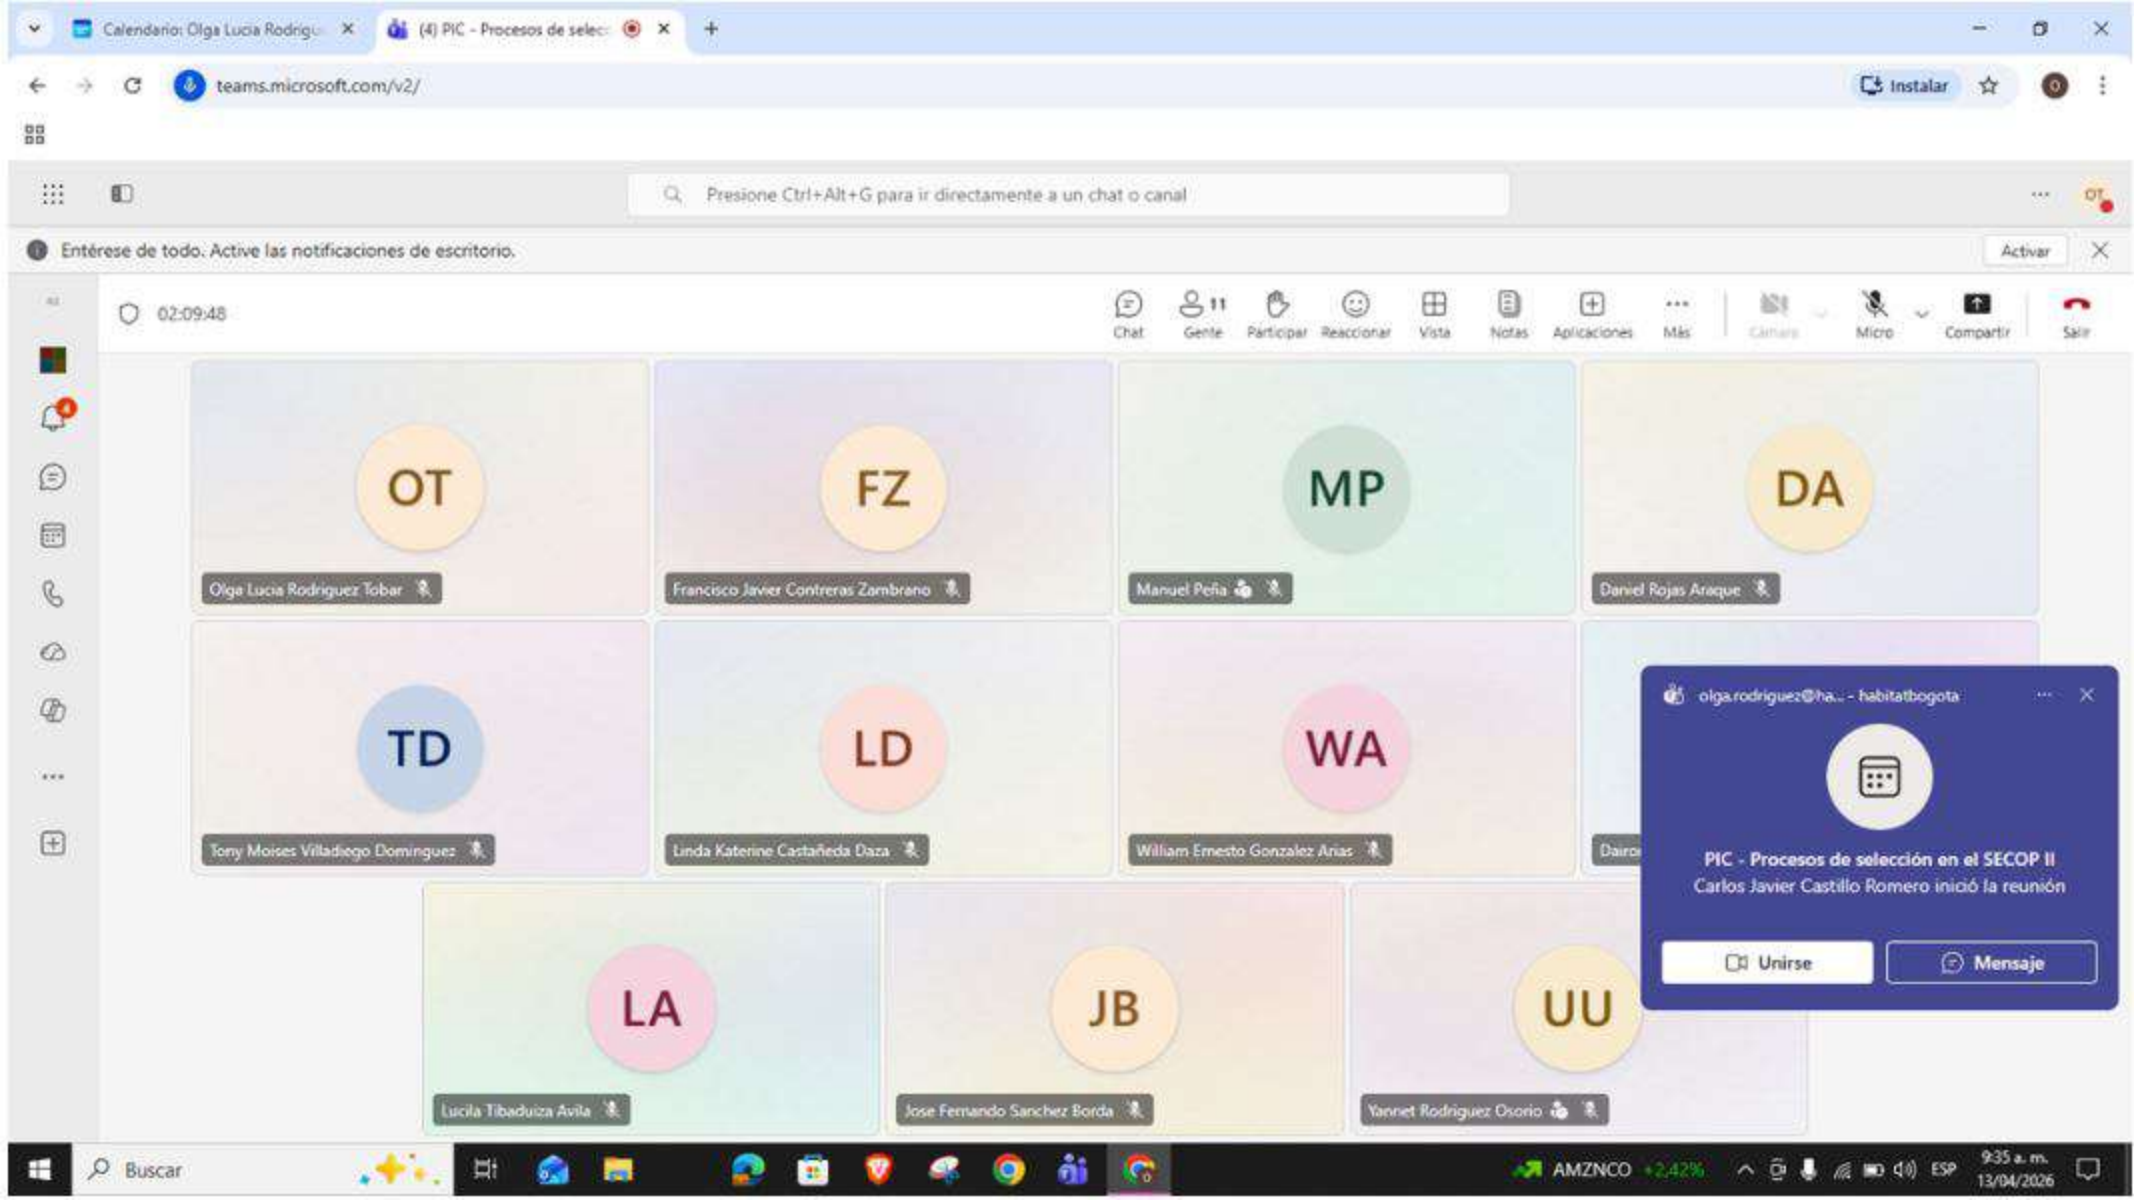 Calendario: Olga Lucia Rodrigu
(4) PIC - Procesos de selec
teams.microsoft.com/v2/
Instalar
O
Presione Ctrl+Alt+G para ir directamente a un chat o canal
OT
Entérese de todo. Active las notificaciones de escritorio.
Activar
02:09:48
11
Chat
Gente
Participar
Reaccionar
Vista
Notas
Aplicaciones
Más
Cámara
Micro
Compartir
Salir
4
OT
FZ
MP
DA
Olga Lucia Rodriguez Tobar
Francisco Javier Contreras Zambrano
Manuel Peña
Daniel Rojas Araque
TD
LD
WA
Tony Moises Villadiego Dominguez
Linda Katerine Castañeda Daza
William Ernesto Gonzalez Arias
Dairo
olga.rodriguez@ha... - habitatbogota
PIC - Procesos de selección en el SECOP II
Carlos Javier Castillo Romero inició la reunión
Unirse
Mensaje
LA
JB
UU
Lucila Tibaduiza Avila
Jose Fernando Sanchez Borda
Yannet Rodriguez Osorio
Buscar
AMZNCO +2,42%
ESP
9:35 a. m.
13/04/2026